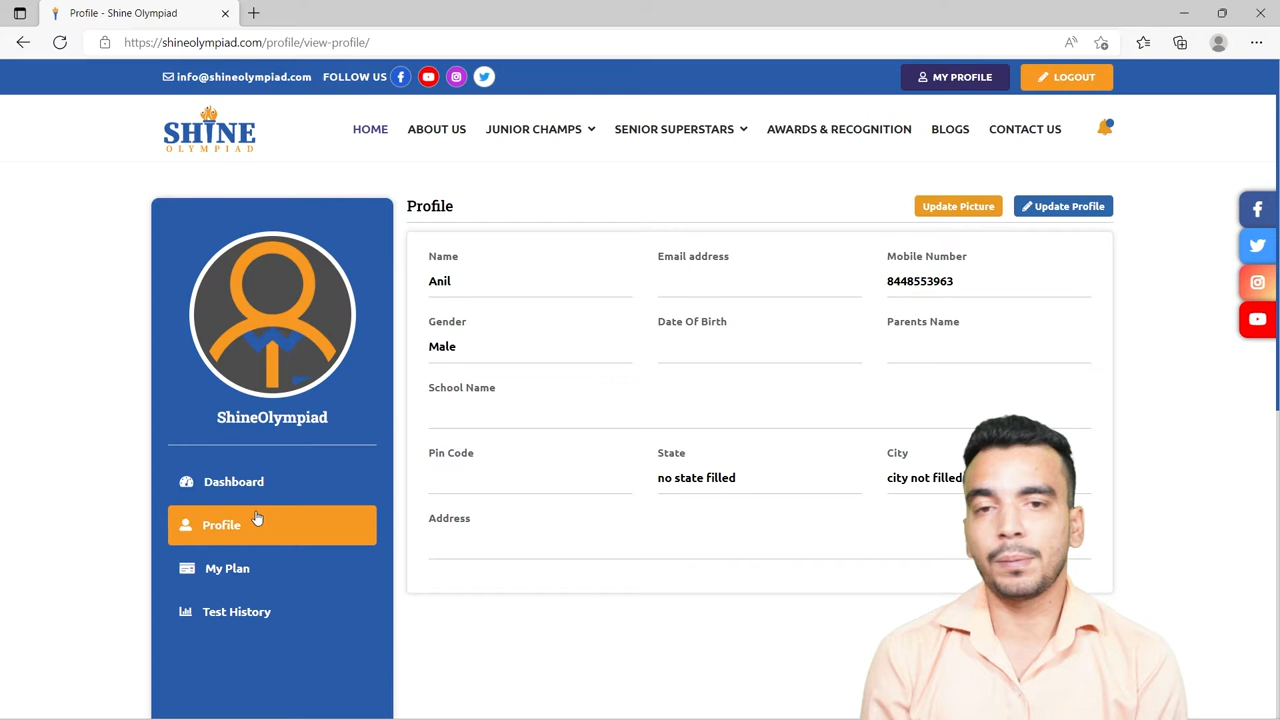 Profile - Shine Olympiad
https://shineolympiad.com/profile/view-profile/
info@shineolympiad.com FOLLOW US MY PROFILE LOGOUT
SHINE
OLYMPIAD
HOME ABOUT US JUNIOR CHAMPS SENIOR SUPERSTARS AWARDS & RECOGNITION BLOGS CONTACT US
Profile Update Picture Update Profile
Name Email address Mobile Number
Anil 8448553963
Gender Date Of Birth Parents Name
Male
School Name
Pin Code State City
no state filled city not filled
Address
ShineOlympiad
Dashboard
Profile
My Plan
Test History